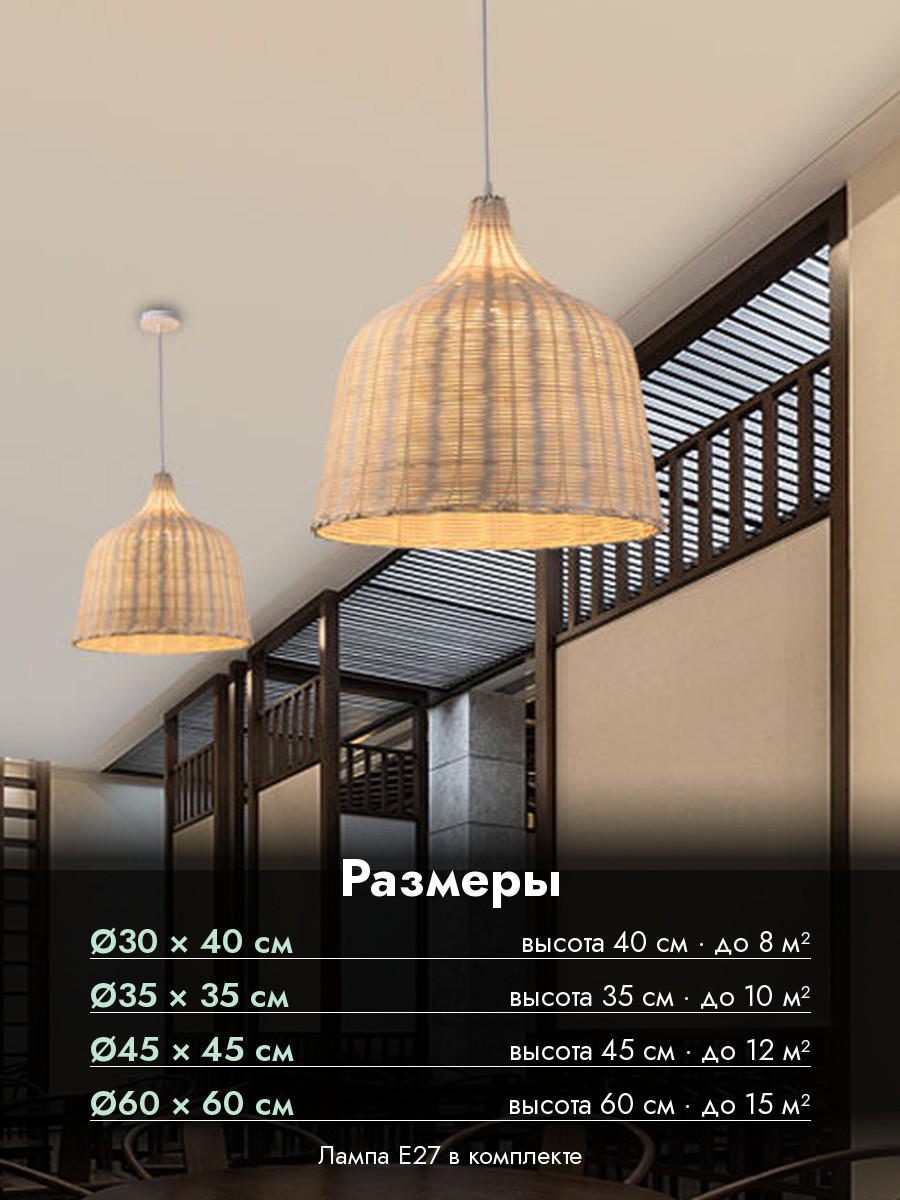 Размеры
Ø30 × 40 см высота 40 см · до 8 м²
Ø35 × 35 см высота 35 см · до 10 м²
Ø45 × 45 см высота 45 см · до 12 м²
Ø60 × 60 см высота 60 см · до 15 м²
Лампа E27 в комплекте